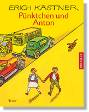 ERICH KÄSTNER
Pünktchen und
Anton